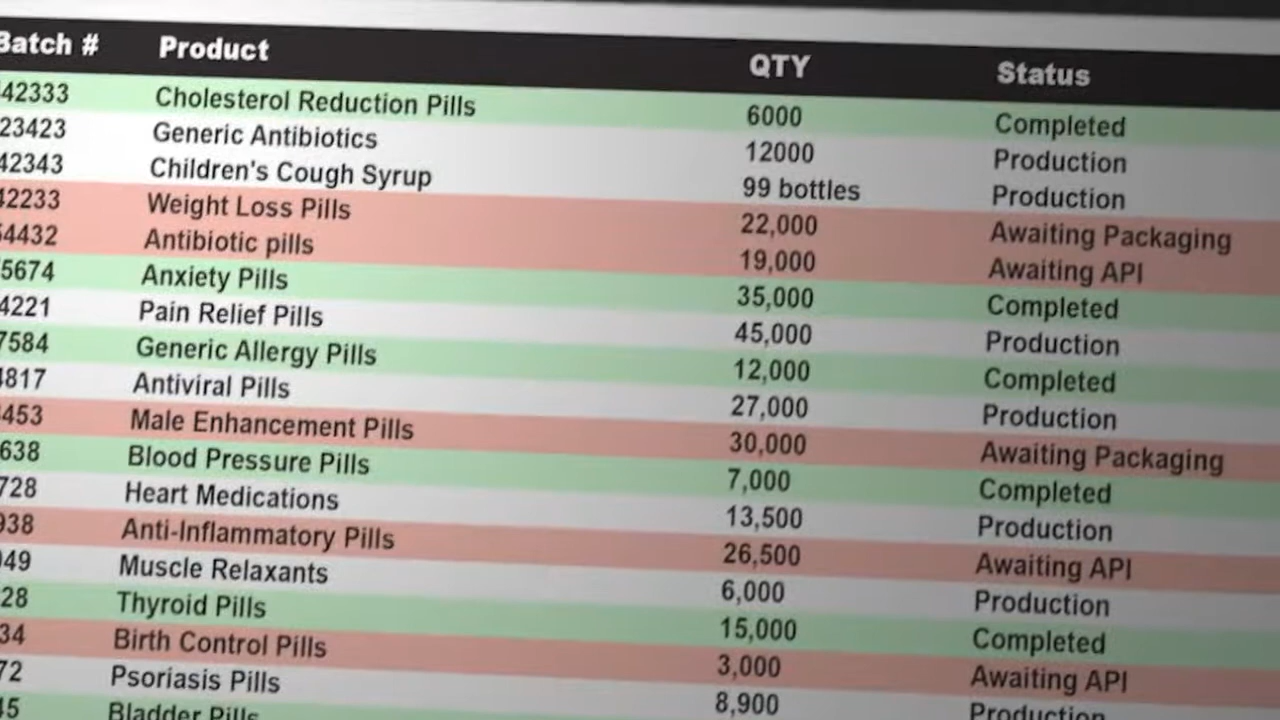 Batch # Product QTY Status
42333 Cholesterol Reduction Pills 6000 Completed
23423 Generic Antibiotics 12000 Production
42343 Children's Cough Syrup 99 bottles Production
42233 Weight Loss Pills 22,000 Awaiting Packaging
54432 Antibiotic pills 19,000 Awaiting API
5674 Anxiety Pills 35,000 Completed
4221 Pain Relief Pills 45,000 Production
7584 Generic Allergy Pills 12,000 Completed
4817 Antiviral Pills 27,000 Production
453 Male Enhancement Pills 30,000 Awaiting Packaging
638 Blood Pressure Pills 7,000 Completed
728 Heart Medications 13,500 Production
938 Anti-Inflammatory Pills 26,500 Awaiting API
49 Muscle Relaxants 6,000 Production
28 Thyroid Pills 15,000 Completed
34 Birth Control Pills 3,000 Awaiting API
72 Psoriasis Pills 8,900 Production
45 Bladder Pills